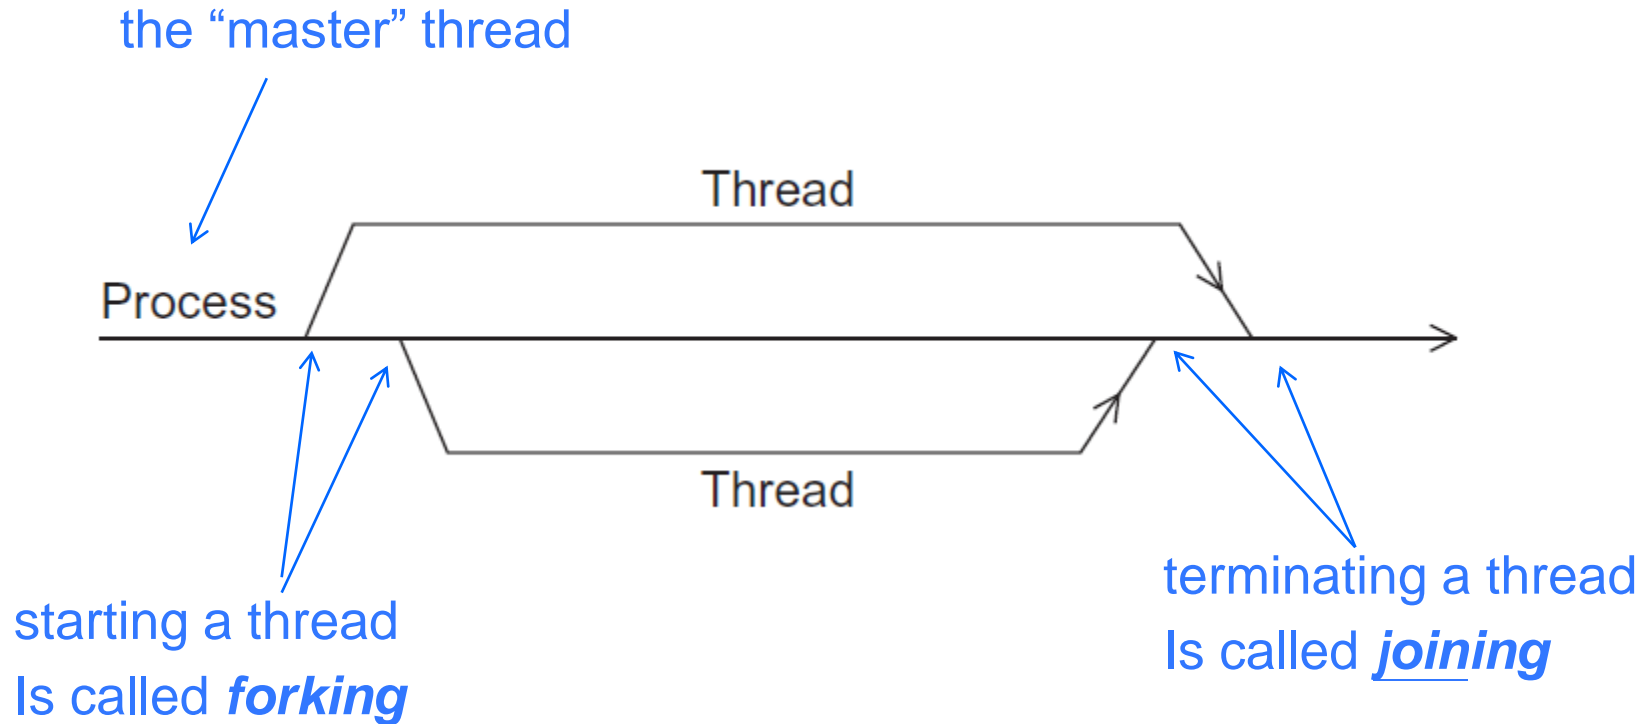 the “master” thread
Thread
Process
Thread
starting a thread
Is called forking
terminating a thread
Is called joining